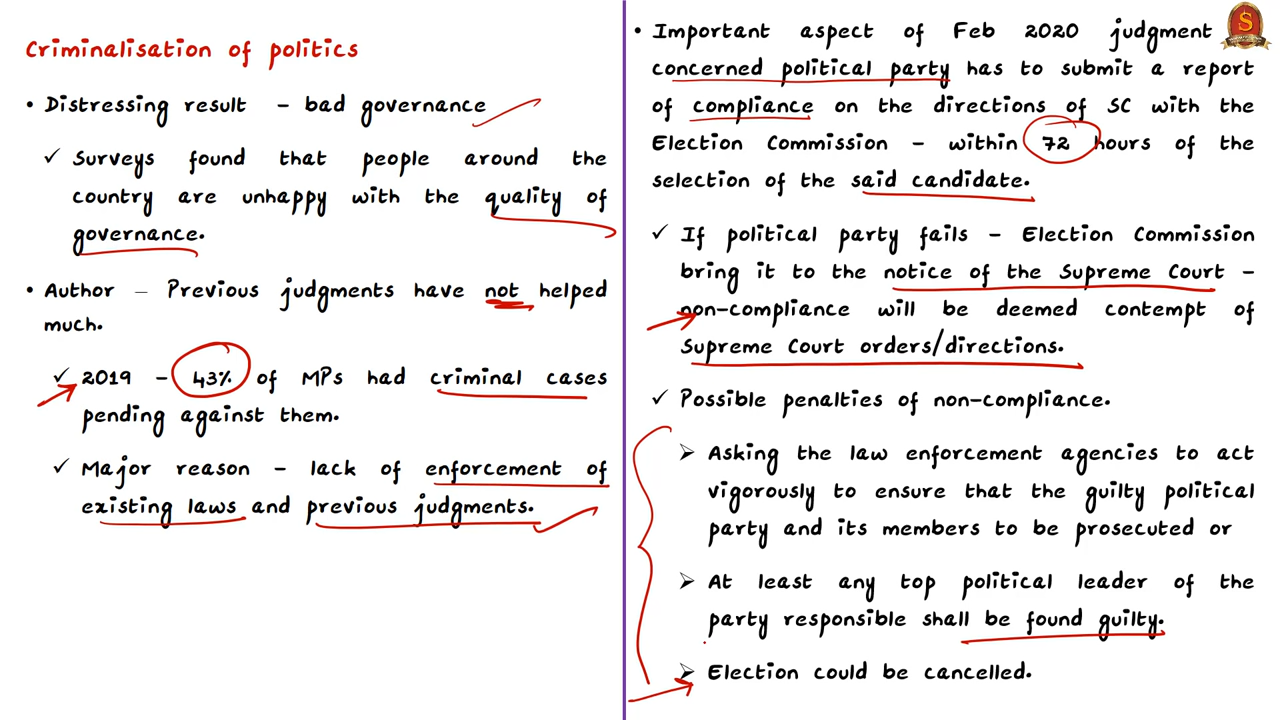 Criminalisation of politics
• Distressing result – bad governance
✓ Surveys found that people around the
country are unhappy with the quality of
governance.
• Author – Previous judgments have not helped
much.
✓ 2019 – 43% of MPs had criminal cases
pending against them.
✓ Major reason – lack of enforcement of
existing laws and previous judgments.
• Important aspect of Feb 2020 judgment
concerned political party has to submit a report
of compliance on the directions of SC with the
Election Commission – within 72 hours of the
selection of the said candidate.
✓ If political party fails – Election Commission
bring it to the notice of the Supreme Court –
non-compliance will be deemed contempt of
Supreme Court orders/directions.
✓ Possible penalties of non-compliance.
➢ Asking the law enforcement agencies to act
vigorously to ensure that the guilty political
party and its members to be prosecuted or
➢ At least any top political leader of the
party responsible shall be found guilty.
➢ Election could be cancelled.
S